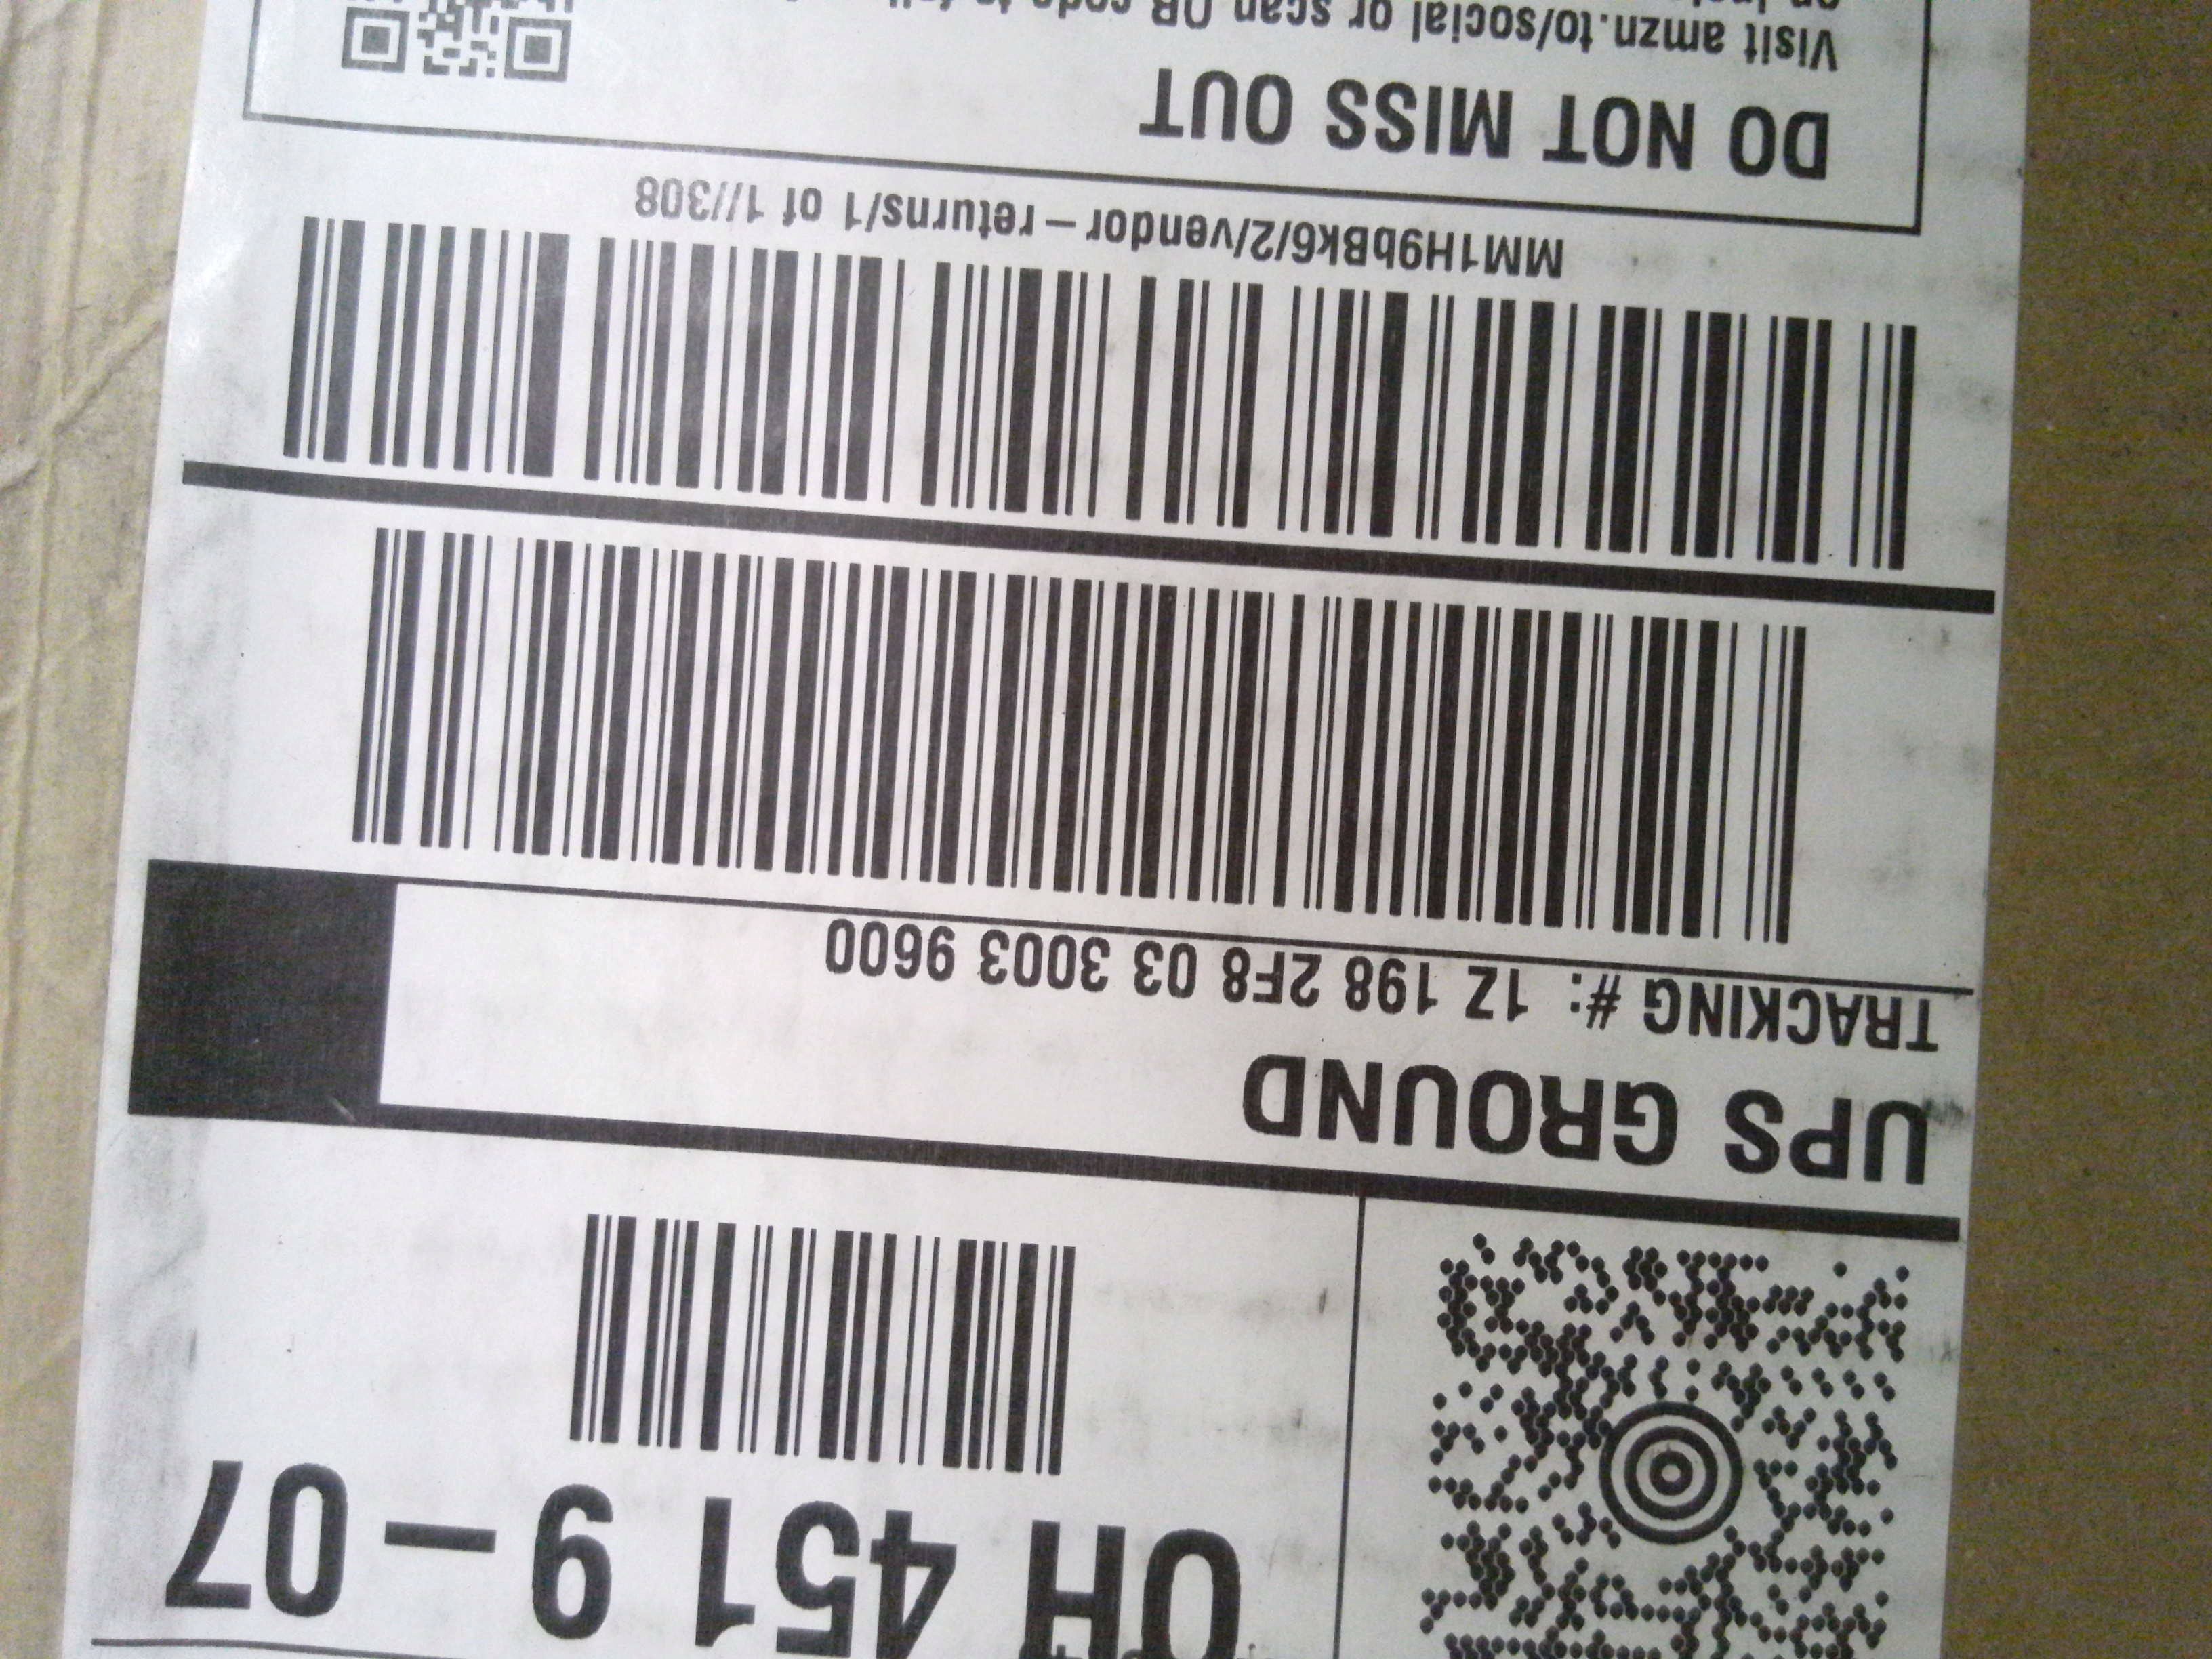 OH 451 9-07
UPS GROUND
TRACKING #: 1Z 198 2F8 03 3003 9600
MM1H9bBk6/2/vendor-returns/1 of 1//308
DO NOT MISS OUT
Visit amzn.to/social or scan QR code to
on